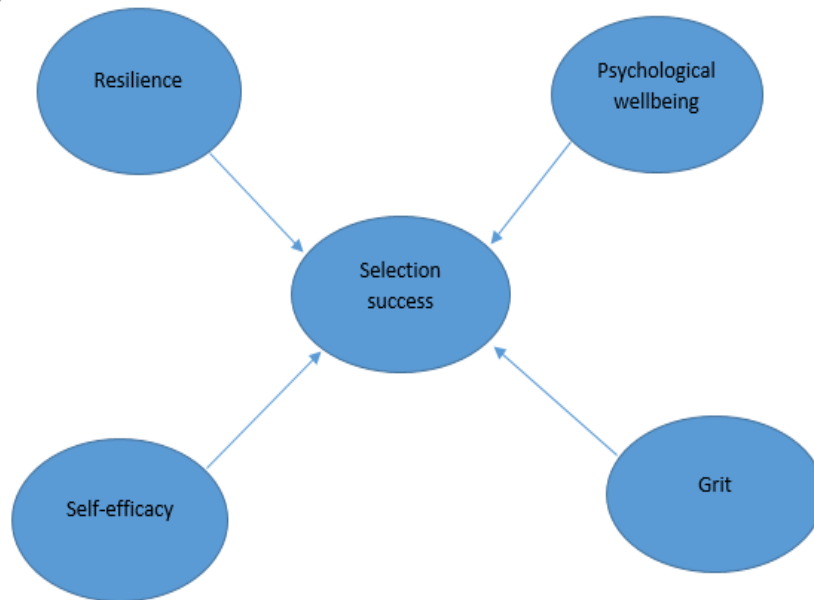 Resilience
Psychological
wellbeing
Selection
success
Self-efficacy
Grit